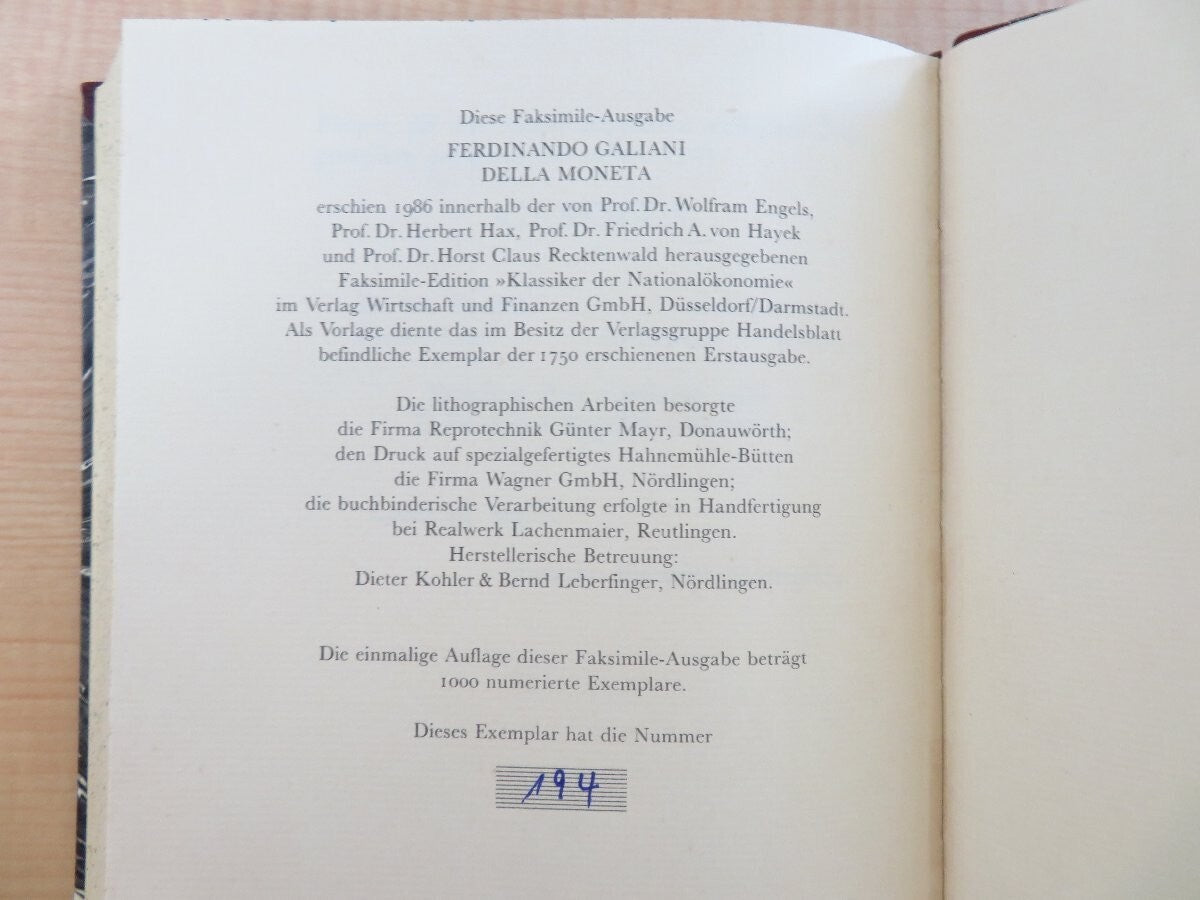 Diese Faksimile-Ausgabe
FERDINANDO GALIANI
DELLA MONETA
erschien 1986 innerhalb der von Prof. Dr. Wolfram Engels,
Prof. Dr. Herbert Hax, Prof. Dr. Friedrich A. von Hayek
und Prof. Dr. Horst Claus Recktenwald herausgegebenen
Faksimile-Edition »Klassiker der Nationalökonomie«
im Verlag Wirtschaft und Finanzen GmbH, Düsseldorf/Darmstadt.
Als Vorlage diente das im Besitz der Verlagsgruppe Handelsblatt
befindliche Exemplar der 1750 erschienenen Erstausgabe.
Die lithographischen Arbeiten besorgte
die Firma Reprotechnik Günter Mayr, Donauwörth;
den Druck auf spezialgefertigtes Hahnemühle-Bütten
die Firma Wagner GmbH, Nördlingen;
die buchbinderische Verarbeitung erfolgte in Handfertigung
bei Realwerk Lachenmaier, Reutlingen.
Herstellerische Betreuung:
Dieter Kohler & Bernd Leberfinger, Nördlingen.
Die einmalige Auflage dieser Faksimile-Ausgabe beträgt
1000 numerierte Exemplare.
Dieses Exemplar hat die Nummer
194